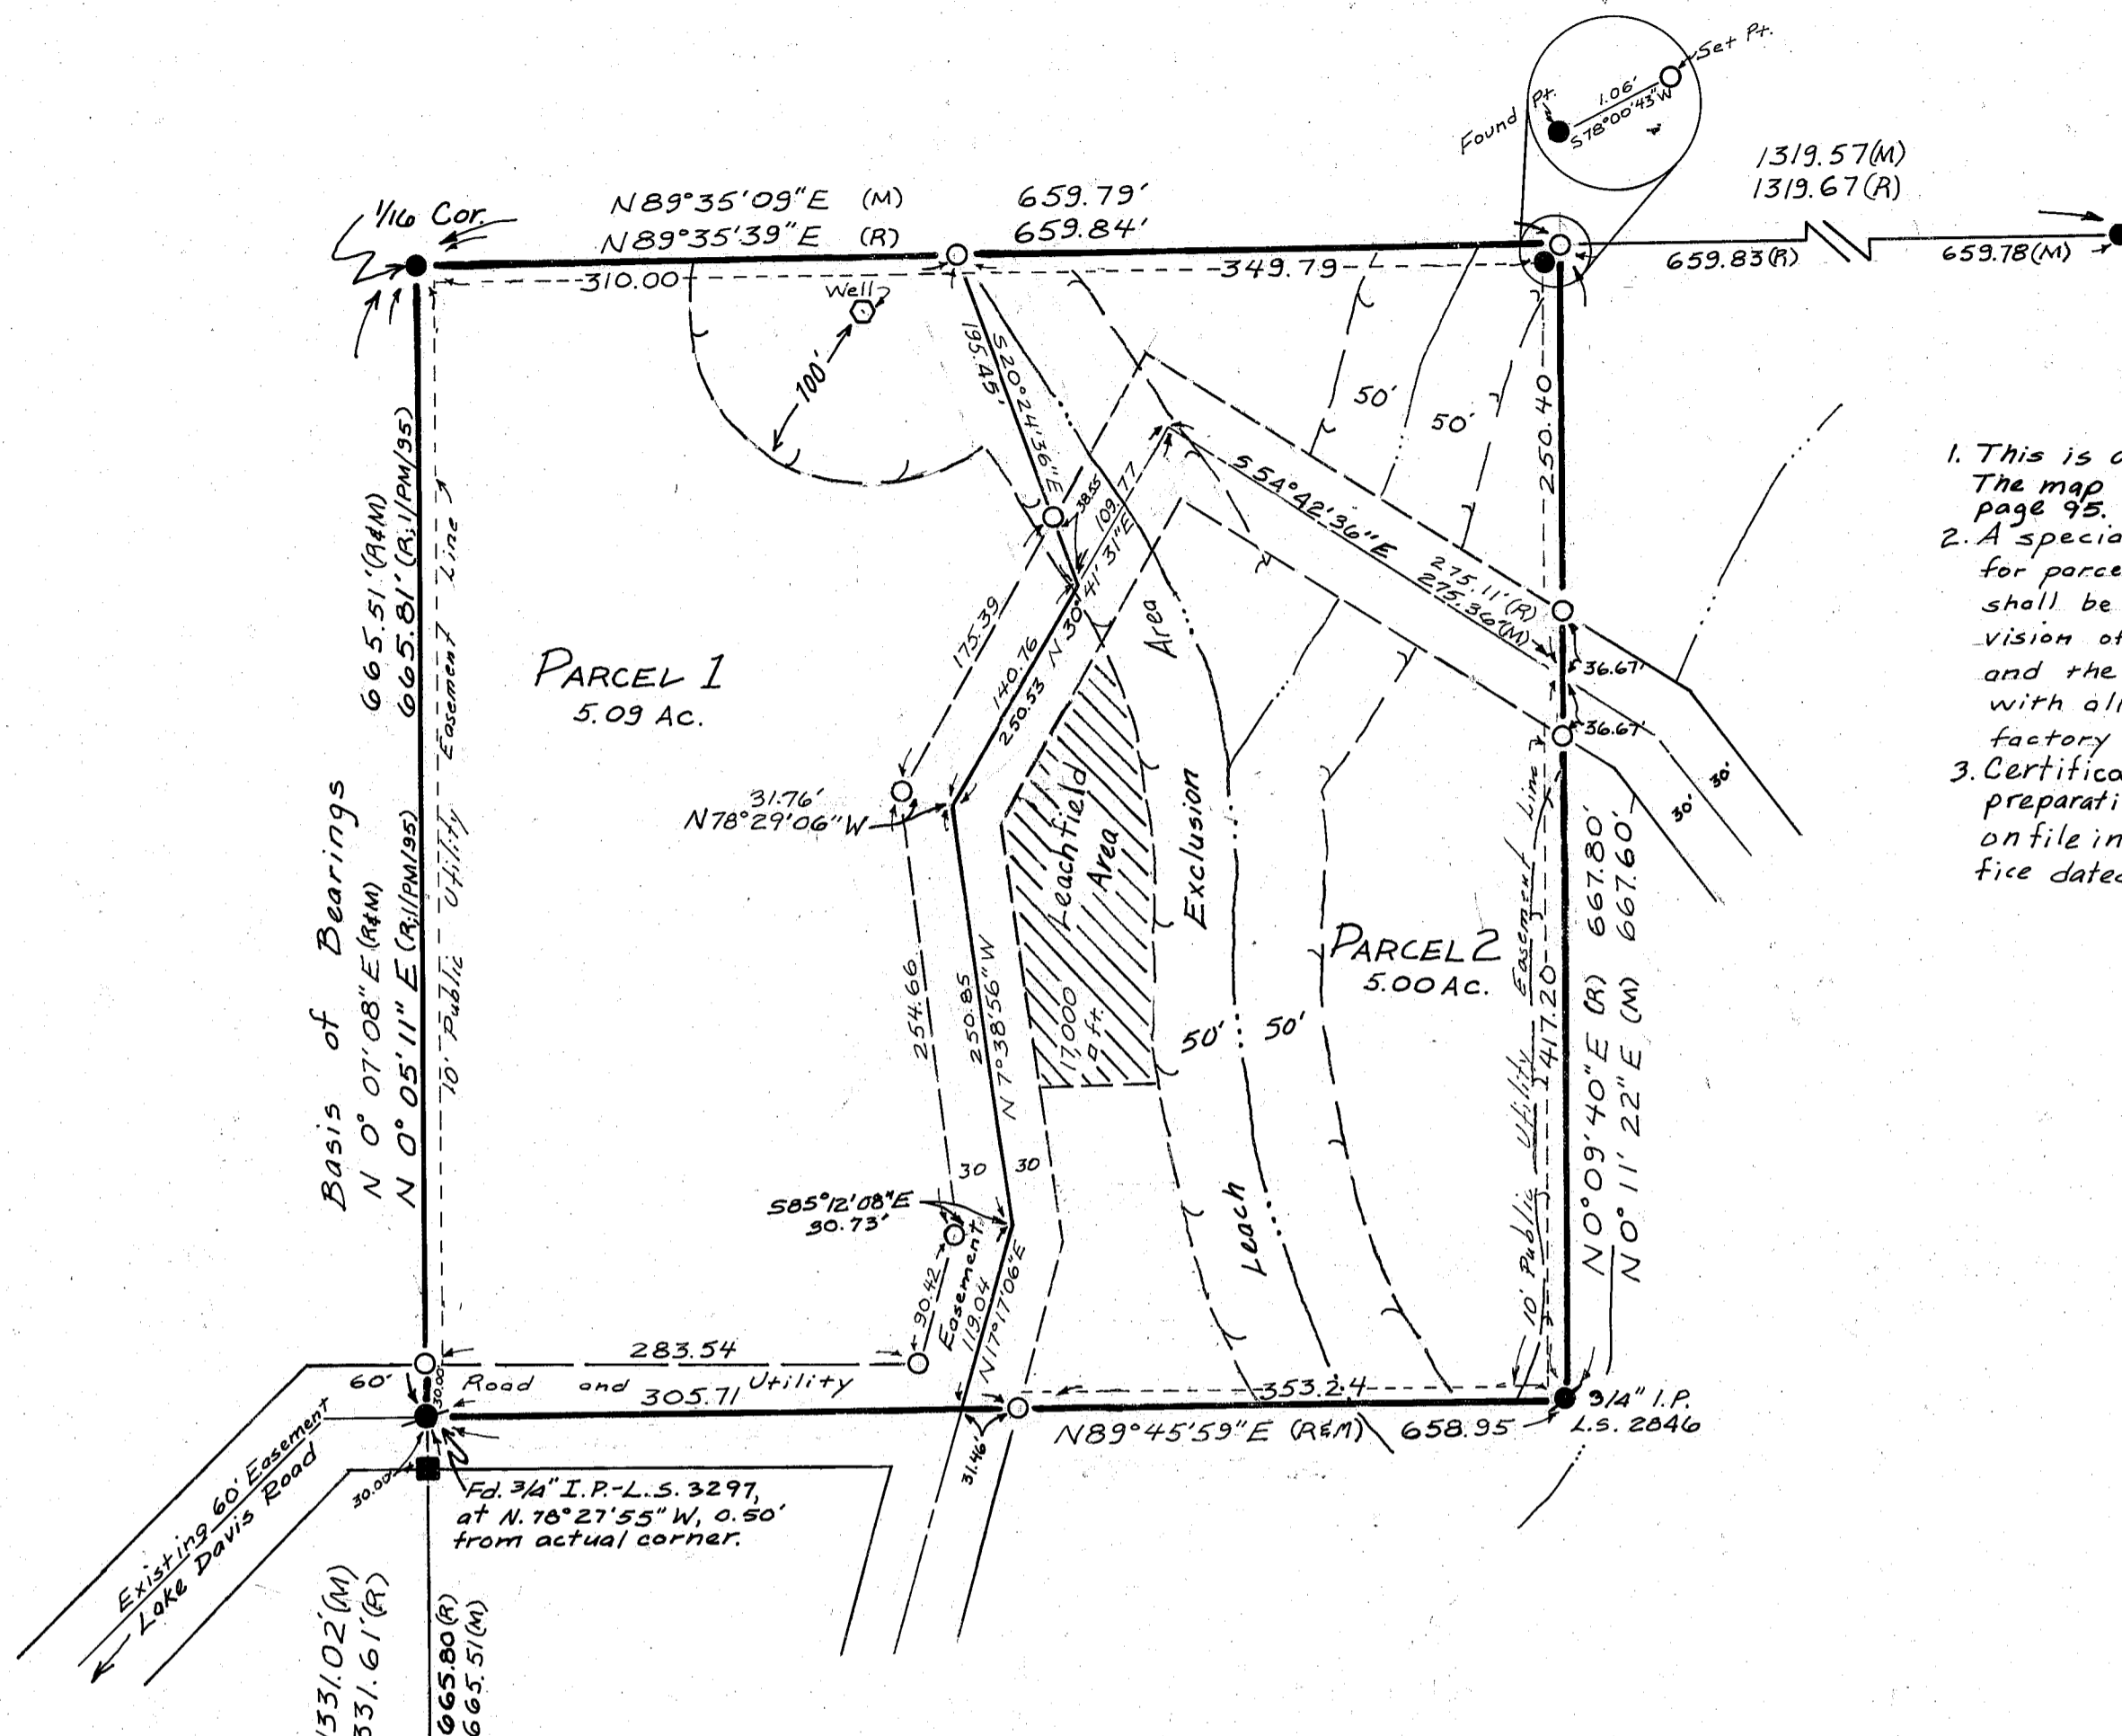 Set Pt.
Found Pt.
1.06'
S78°00'43"W
1319.57(M)
1319.67(R)
1/16 Cor.
N89°35'09"E (M) 659.79'
N89°35'39"E (R) 659.84'
659.83(R)
659.78(M)
310.00
349.79
Well
100'
S20°24'36"E
195.45'
50'
50'
250.40
38.55
109.77
N30°41'31"E
S54°42'36"E
275.11'(R)
275.36'(M)
36.67'
36.67'
30'
30'
1. This is
The map
page 95.
2. A specia
for parce
shall be
vision of
and the
with all
factory
3. Certifica
preparati
on file in
fice dated
665.51'(R&M)
665.81'(R;1/PM/95)
10' Public Utility Easement Line
Basis of Bearings
N 0°07'08"E (R&M)
N 0°05'11"E (R;1/PM/95)
PARCEL 1
5.09 AC.
175.39
140.76
250.53
31.76'
N78°29'06"W
Leachfield
Area
17,000
ft.
Leach Exclusion Area
254.66
250.85
N7°38'56"W
PARCEL 2
5.00 AC.
50'
50'
10' Public Utility Easement Line
417.20
N0°09'40"E (R) 667.80'
N0°11'22"E (M) 667.60'
30
30
S85°12'08"E
30.73'
90.42
Easement
119.04
N17°17'06"E
283.54
60'
30.00'
Road and Utility
305.71
353.24
N89°45'59"E (R&M) 658.95
3/4" I.P.
L.S. 2846
31.46'
30.00'
Fd. 3/4" I.P.-L.S. 3297,
at N.78°27'55"W, 0.50'
from actual corner.
Existing 60' Easement
Lake Davis Road
1331.02'(M)
331.61'(R)
665.80(R)
665.51(M)